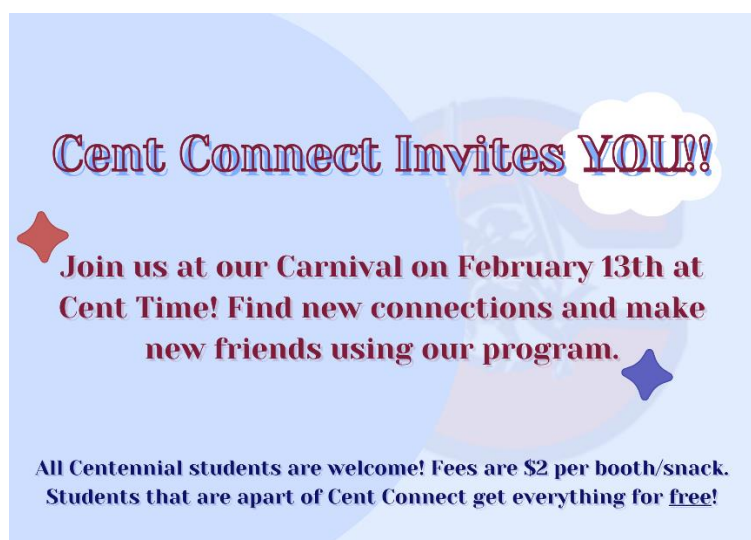 Cent Connect Invites YOU!!
Join us at our Carnival on February 13th at
Cent Time! Find new connections and make
new friends using our program.
All Centennial students are welcome! Fees are $2 per booth/snack.
Students that are apart of Cent Connect get everything for free!